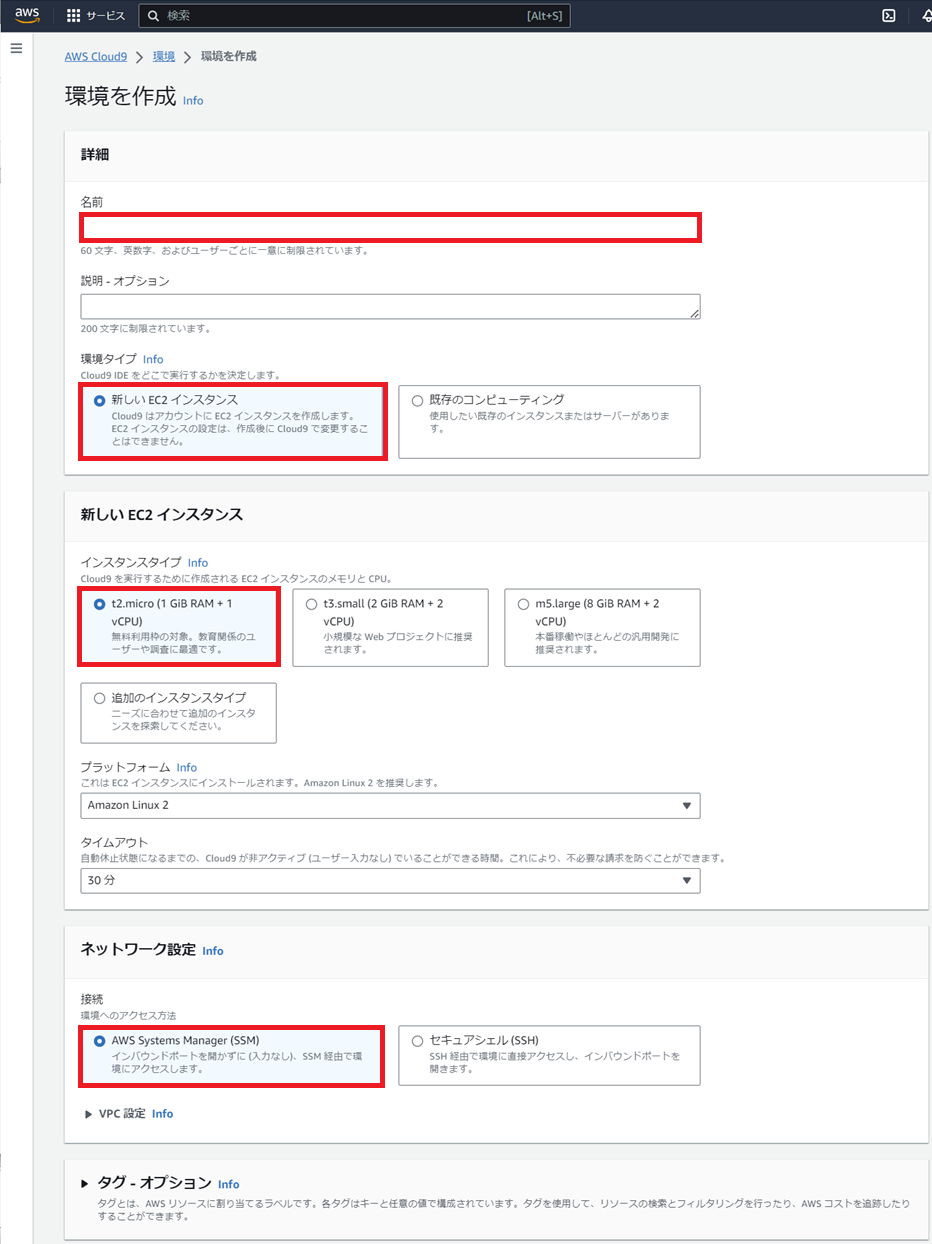 aws
サービス
検索
[Alt+S]
AWS Cloud9
環境
環境を作成
環境を作成 Info
詳細
名前
60 文字、英数字、およびユーザーごとに一意に制限されています。
説明 - オプション
200 文字に制限されています。
環境タイプ Info
Cloud9 IDE をどこで実行するかを決定します。
新しい EC2 インスタンス
Cloud9 はアカウントに EC2 インスタンスを作成します。
EC2 インスタンスの設定は、作成後に Cloud9 で変更するこ
とはできません。
既存のコンピューティング
使用したい既存のインスタンスまたはサーバーがありま
す。
新しい EC2 インスタンス
インスタンスタイプ Info
Cloud9 を実行するために作成される EC2 インスタンスのメモリと CPU。
t2.micro (1 GiB RAM + 1
vCPU)
無料利用枠の対象。教育関係のユ
ーザーや調査に最適です。
t3.small (2 GiB RAM + 2
vCPU)
小規模な Web プロジェクトに推奨
されます。
m5.large (8 GiB RAM + 2
vCPU)
本番稼働やほとんどの汎用開発に
推奨されます。
追加のインスタンスタイプ
ニーズに合わせて追加のインスタ
ンスを探索してください。
プラットフォーム Info
これは EC2 インスタンスにインストールされます。Amazon Linux 2 を推奨します。
Amazon Linux 2
タイムアウト
自動休止状態になるまでの、Cloud9 が非アクティブ (ユーザー入力なし) でいることができる時間。これにより、不必要な請求を防ぐことができます。
30 分
ネットワーク設定 Info
接続
環境へのアクセス方法
AWS Systems Manager (SSM)
インバウンドポートを開かずに (入力なし)、SSM 経由で環
境にアクセスします。
セキュアシェル (SSH)
SSH 経由で環境に直接アクセスし、インバウンドポートを
開きます。
VPC 設定 Info
タグ - オプション Info
タグとは、AWS リソースに割り当てるラベルです。各タグはキーと任意の値で構成されています。タグを使用して、リソースの検索とフィルタリングを行ったり、AWS コストを追跡したり
することができます。